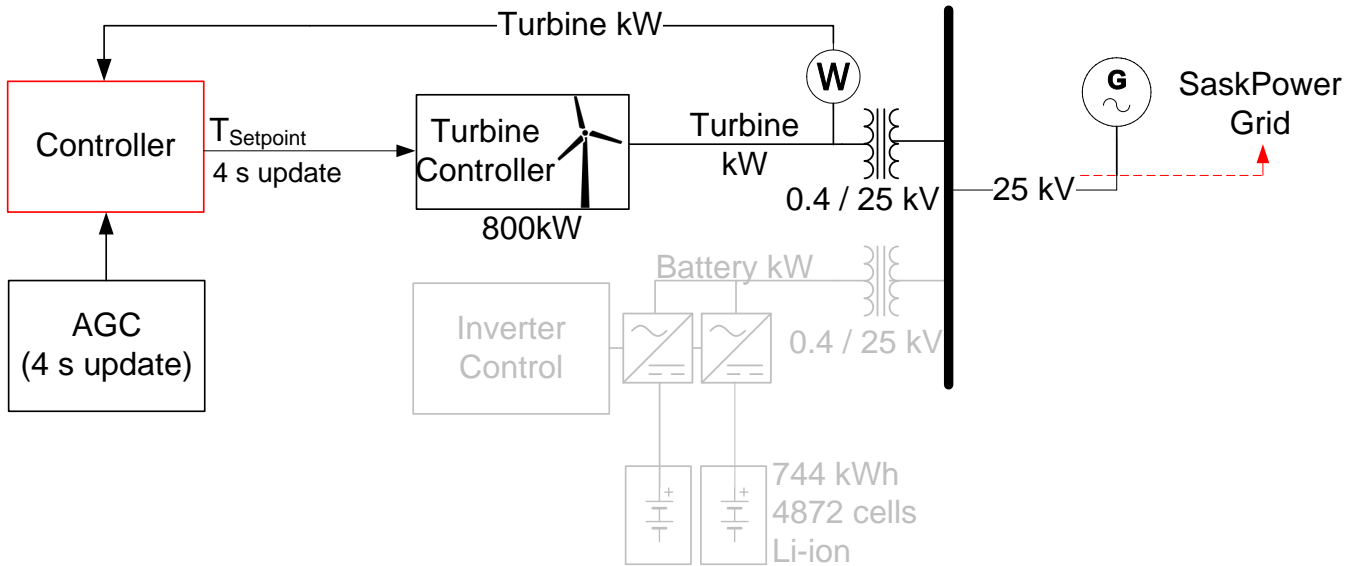 Turbine kW
W
G
SaskPower
Grid
Controller
TSetpoint
4 s update
Turbine
Controller
800kW
Turbine
kW
0.4 / 25 kV
25 kV
AGC
(4 s update)
Battery kW
Inverter
Control
0.4 / 25 kV
+
+
744 kWh
4872 cells
Li-ion